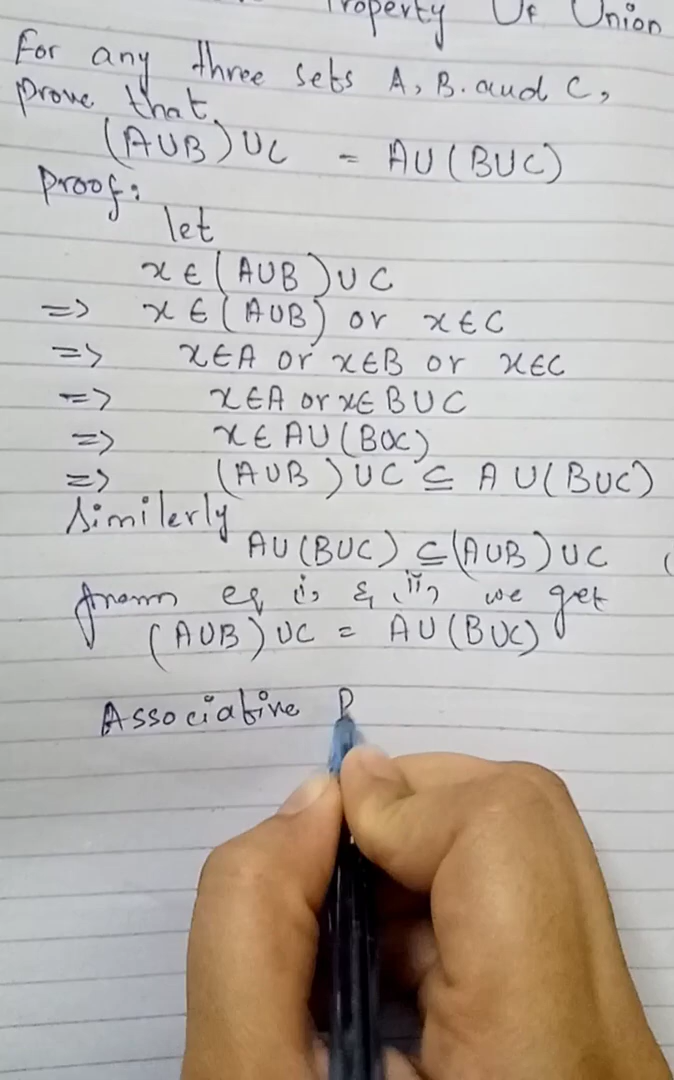 Property Of Union
For any three sets A, B. aud C,
prove that
(AUB)UC = AU(BUC)
Proof:
let
x∈(AUB)UC
=> x∈(AUB) or x∈C
=> x∈A or x∈B or x∈C
=> x∈A or x∈ BUC
=> x∈AU(BUC)
=> (AUB)UC ⊆ AU(BUC)
Similerly
AU(BUC) ⊆(AUB)UC (
from eq i, & ii, we get
(AUB)UC = AU(BUC)
Associative P